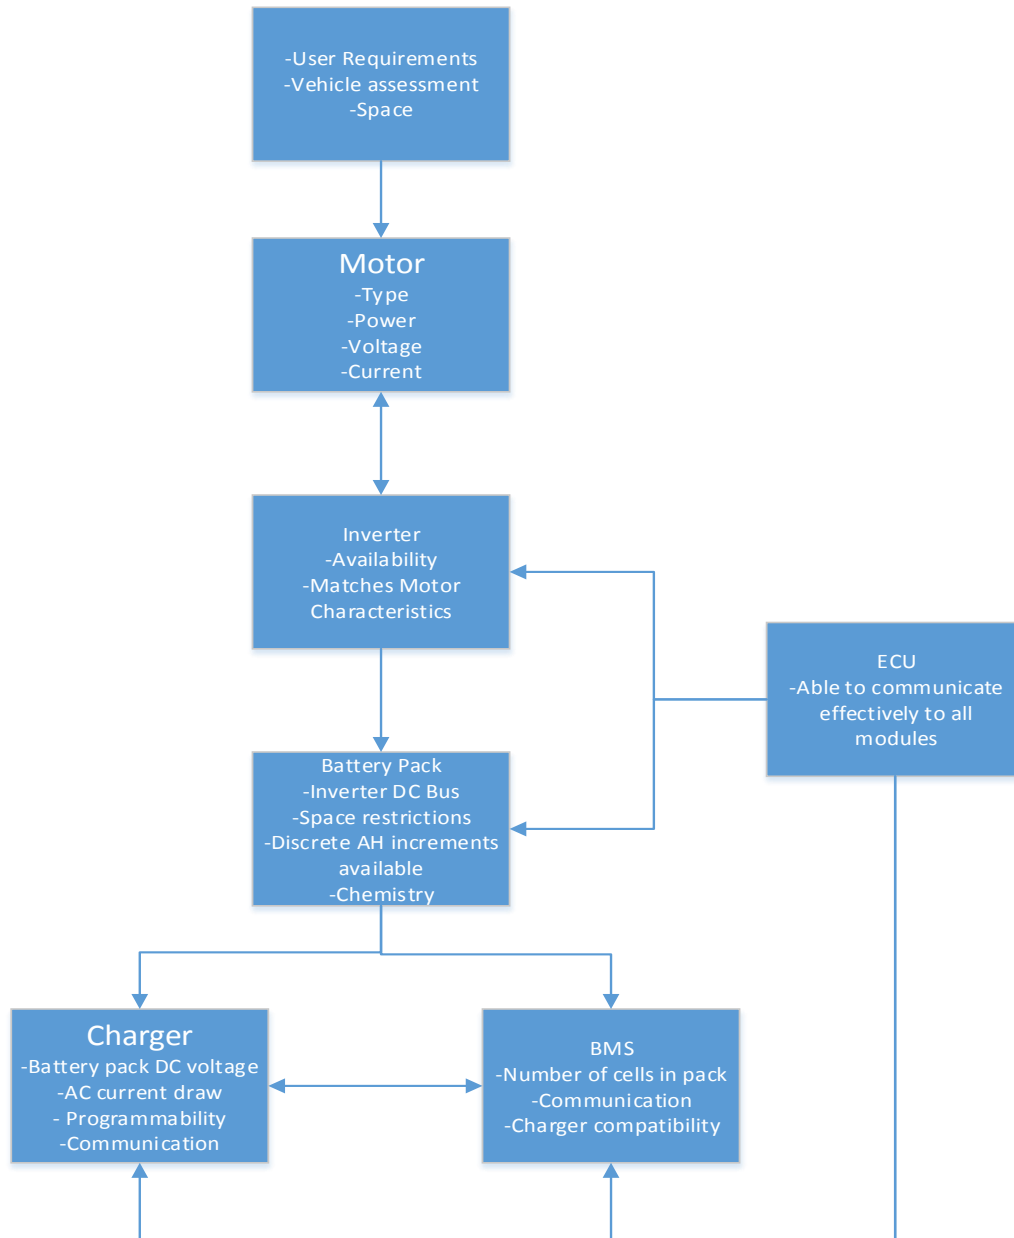 -User Requirements
-Vehicle assessment
-Space
Motor
-Type
-Power
-Voltage
-Current
Inverter
-Availability
-Matches Motor
Characteristics
ECU
-Able to communicate
effectively to all
modules
Battery Pack
-Inverter DC Bus
-Space restrictions
-Discrete AH increments
available
-Chemistry
Charger
-Battery pack DC voltage
-AC current draw
- Programmability
-Communication
BMS
-Number of cells in pack
-Communication
-Charger compatibility